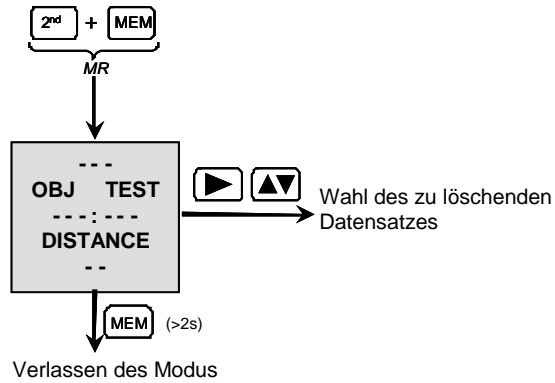 2nd + MEM
MR
- - -
OBJ TEST
- - - : - - -
DISTANCE
- -
Wahl des zu löschenden
Datensatzes
MEM (>2s)
Verlassen des Modus